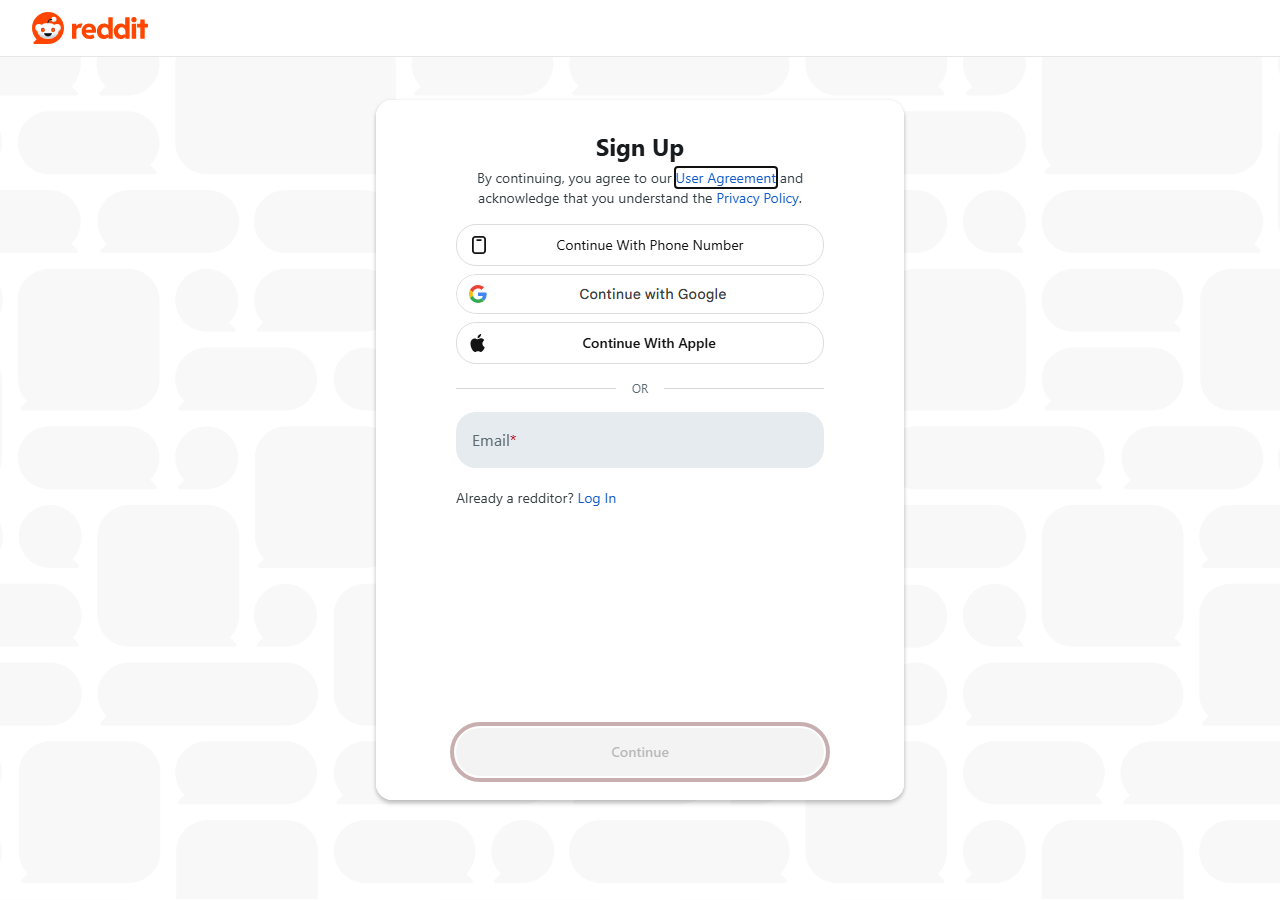 reddit
Sign Up
By continuing, you agree to our User Agreement and
acknowledge that you understand the Privacy Policy.
Continue With Phone Number
Continue with Google
Continue With Apple
OR
Email*
Already a redditor? Log In
Continue